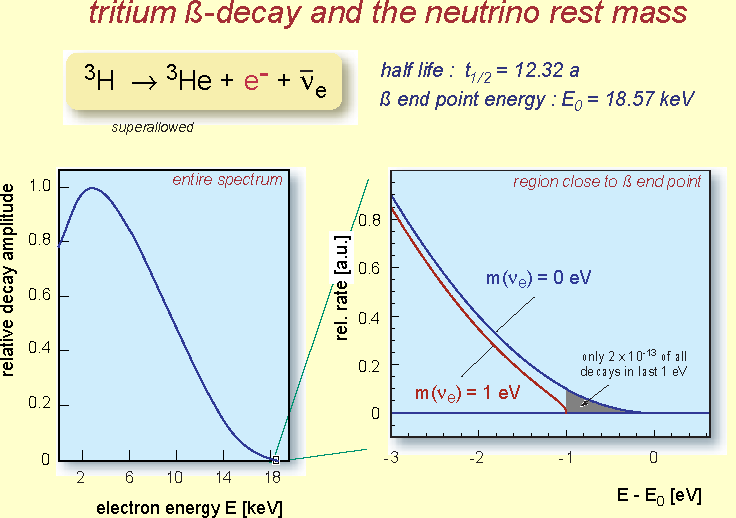 tritium ß-decay and the neutrino rest mass
³H → ³He + e⁻ + ν̅ₑ
superallowed
half life : t₁/₂ = 12.32 a
ß end point energy : E₀ = 18.57 keV
entire spectrum
relative decay amplitude
1.0
0.8
0.6
0.4
0.2
0
2 6 10 14 18
electron energy E [keV]
region close to ß end point
rel. rate [a.u.]
0.8
0.6
0.4
0.2
0
m(νₑ) = 0 eV
m(νₑ) = 1 eV
only 2 x 10⁻¹³ of all
decays in last 1 eV
-3 -2 -1 0
E - E₀ [eV]